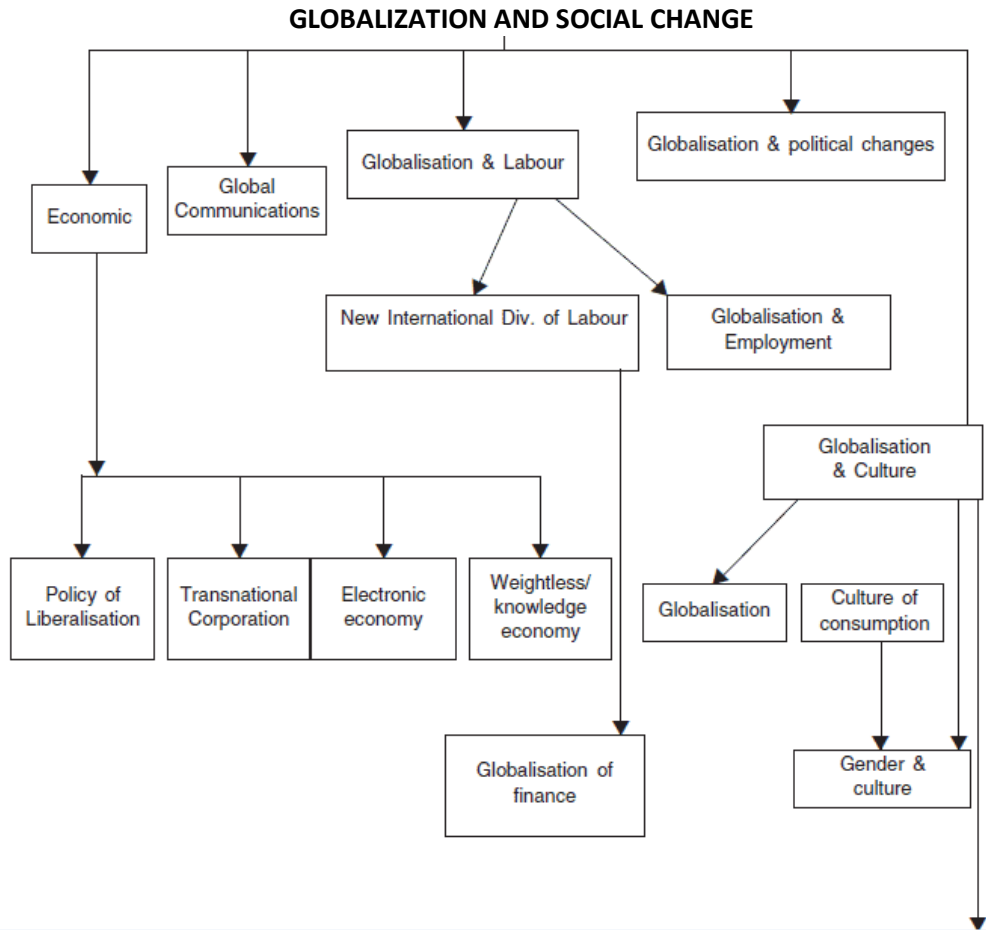 GLOBALIZATION AND SOCIAL CHANGE
Globalisation & political changes
Globalisation & Labour
Global
Communications
Economic
New International Div. of Labour
Globalisation &
Employment
Globalisation
& Culture
Policy of
Liberalisation
Transnational
Corporation
Electronic
economy
Weightless/
knowledge
economy
Globalisation
Culture of
consumption
Globalisation of
finance
Gender &
culture